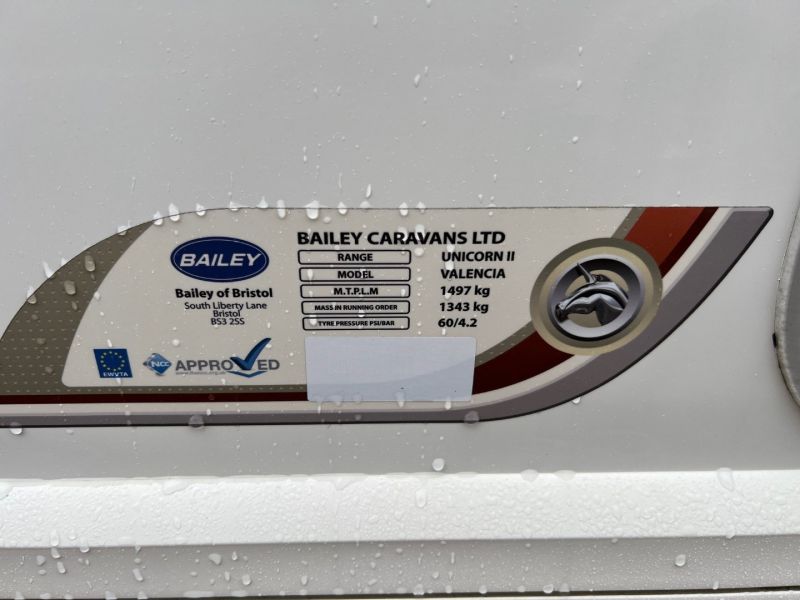 BAILEY
Bailey of Bristol
South Liberty Lane
Bristol
BS3 2SS
EWVTA
NCC APPROVED
BAILEY CARAVANS LTD
RANGE UNICORN II
MODEL VALENCIA
M.T.P.L.M 1497 kg
MASS IN RUNNING ORDER 1343 kg
TYRE PRESSURE PSI/BAR 60/4.2